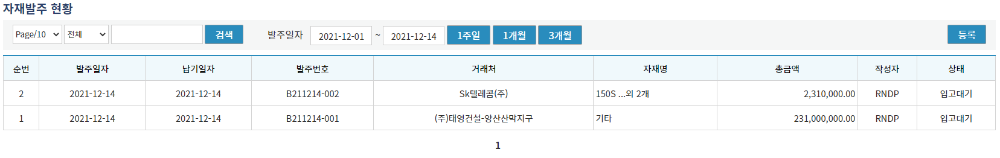 자재발주 현황
Page/10 전체 검색 발주일자 2021-12-01 ~ 2021-12-14 1주일 1개월 3개월 등록
순번 발주일자 납기일자 발주번호 거래처 자재명 총금액 작성자 상태
2 2021-12-14 2021-12-14 B211214-002 Sk텔레콤(주) 150S ...외 2개 2,310,000.00 RNDP 입고대기
1 2021-12-14 2021-12-14 B211214-001 (주)태영건설-양산산막지구 기타 231,000,000.00 RNDP 입고대기
1